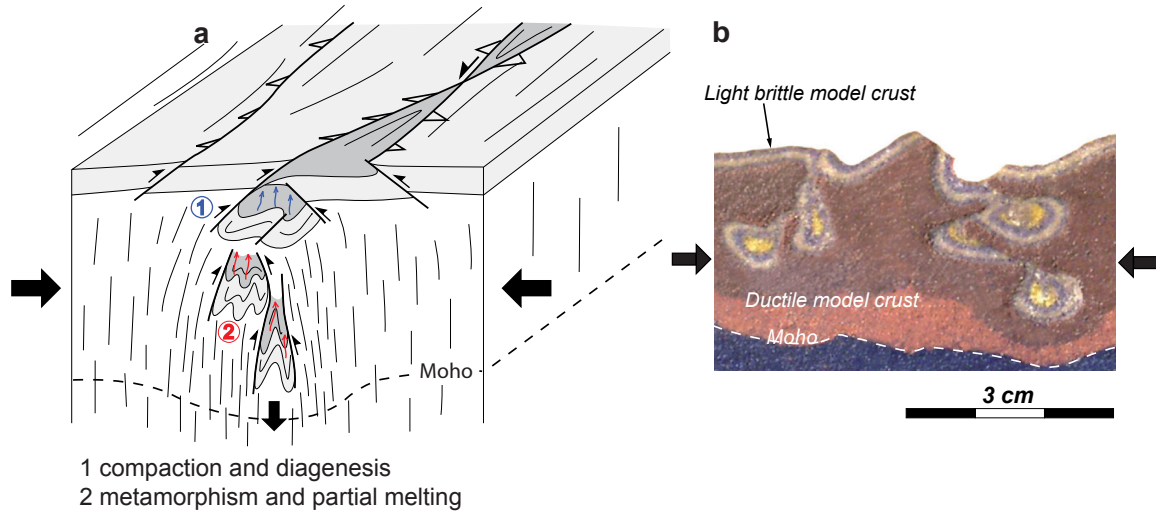 a
1
2
Moho
1 compaction and diagenesis
2 metamorphism and partial melting
b
Light brittle model crust
Ductile model crust
Moho
3 cm